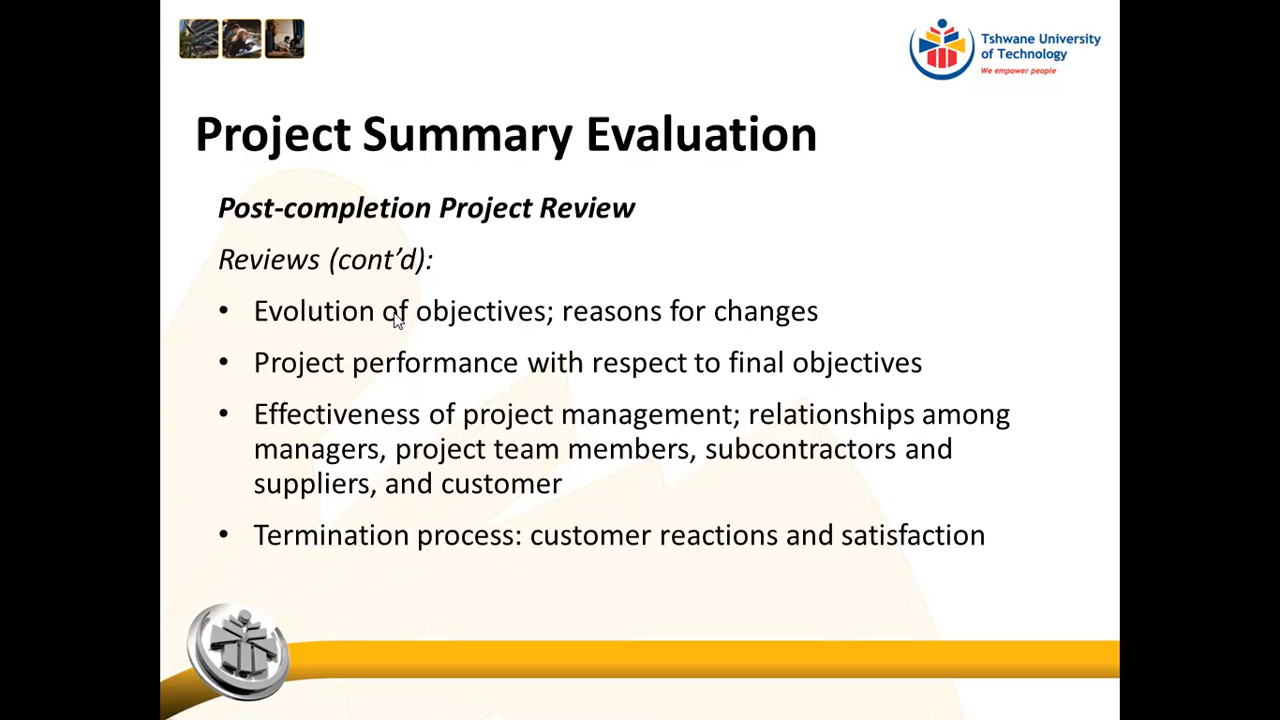 Tshwane University
of Technology
We empower people
Project Summary Evaluation
Post-completion Project Review
Reviews (cont’d):
• Evolution of objectives; reasons for changes
• Project performance with respect to final objectives
• Effectiveness of project management; relationships among
managers, project team members, subcontractors and
suppliers, and customer
• Termination process: customer reactions and satisfaction